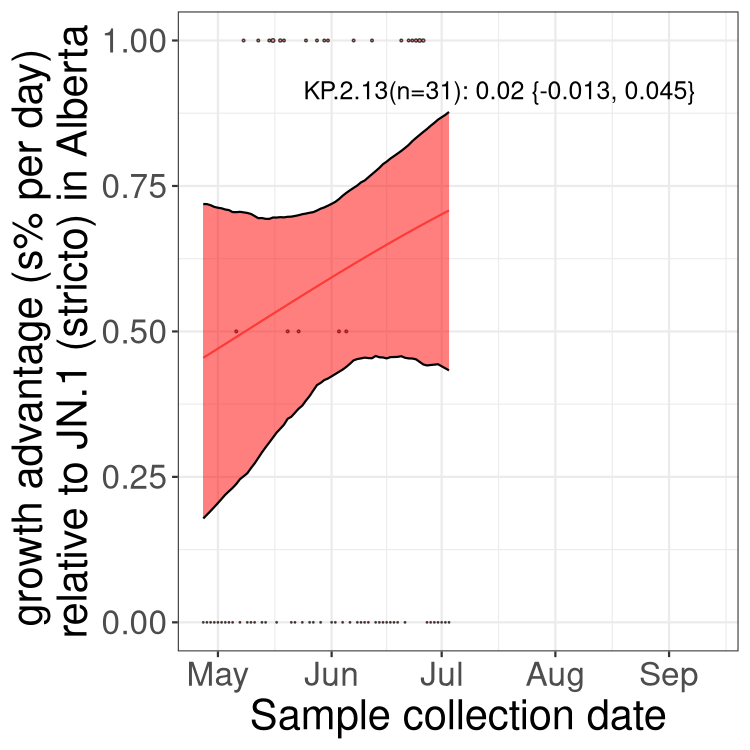 growth advantage (s% per day)
relative to JN.1 (stricto) in Alberta
1.00
0.75
0.50
0.25
0.00
KP.2.13(n=31): 0.02 {-0.013, 0.045}
May Jun Jul Aug Sep
Sample collection date